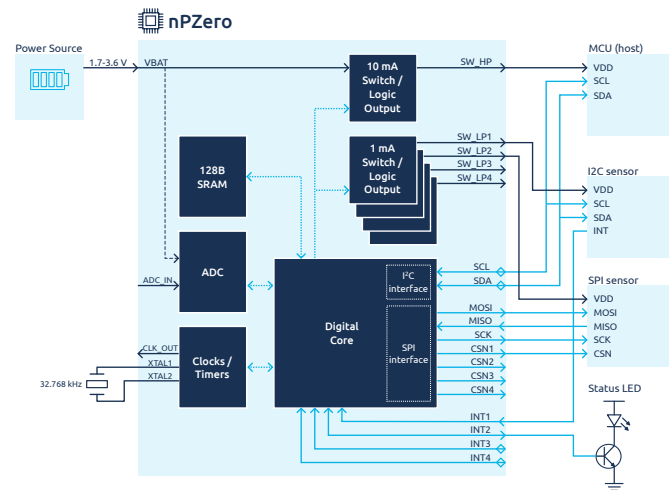 nPZero
Power Source
1.7-3.6 V
VBAT
10 mA
Switch /
Logic
Output
SW_HP
MCU (host)
VDD
SCL
SDA
1 mA
Switch /
Logic
Output
SW_LP1
SW_LP2
SW_LP3
SW_LP4
128B
SRAM
I2C sensor
VDD
SCL
SDA
INT
ADC_IN
ADC
Digital
Core
I²C
interface
SCL
SDA
SPI
interface
MOSI
MISO
SCK
CSN1
CSN2
CSN3
CSN4
SPI sensor
VDD
MOSI
MISO
SCK
CSN
CLK_OUT
XTAL1
XTAL2
32.768 kHz
Clocks /
Timers
INT1
INT2
INT3
INT4
Status LED